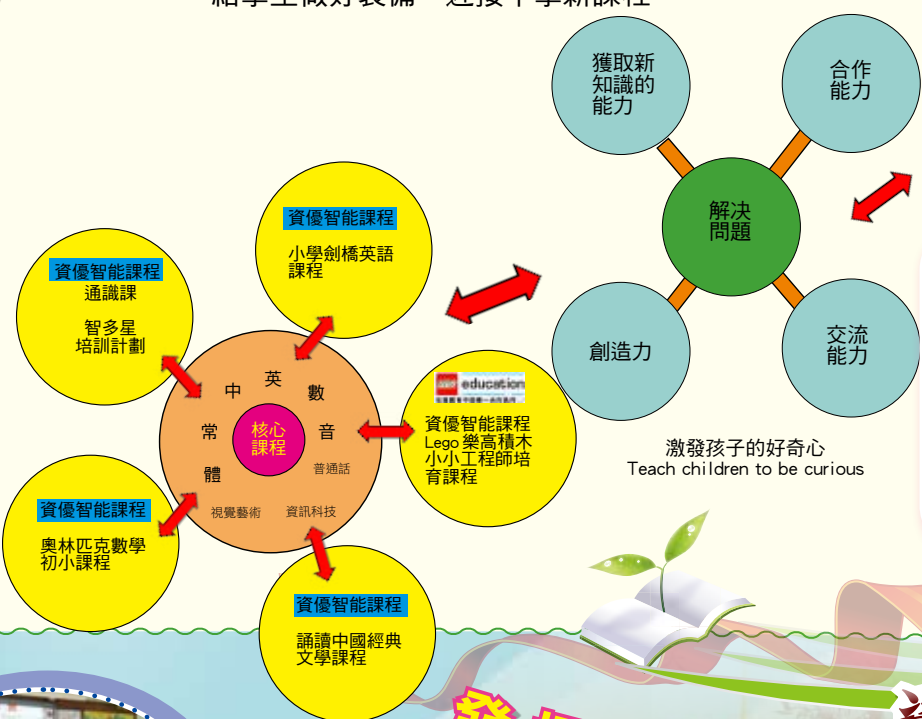 給學生做好裝備 迎接中學新課程
獲取新
知識的
能力
合作
能力
解決
問題
創造力
交流
能力
激發孩子的好奇心
Teach children to be curious
資優智能課程
小學劍橋英語
課程
資優智能課程
通識課
智多星
培訓計劃
中
英
數
常
核心
課程
音
體
普通話
視覺藝術
資訊科技
education
資優智能課程
Lego 樂高積木
小小工程師培
育課程
資優智能課程
奧林匹克數學
初小課程
資優智能課程
誦讀中國經典
文學課程